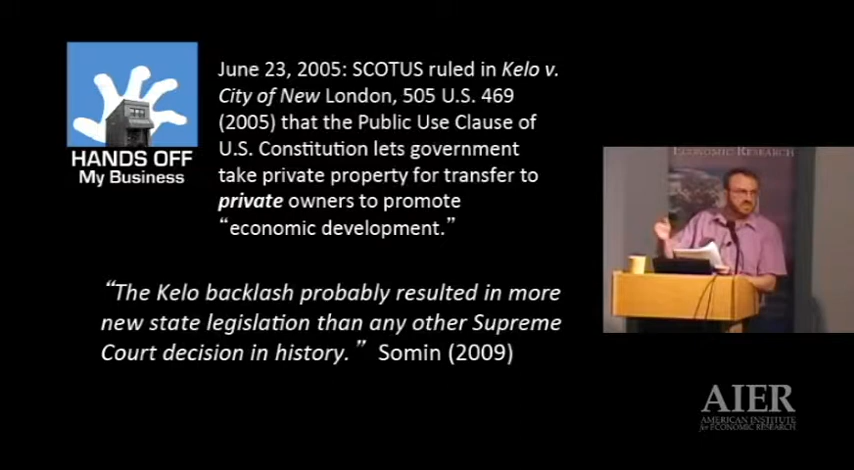 HANDS OFF
My Business
June 23, 2005: SCOTUS ruled in Kelo v.
City of New London, 505 U.S. 469
(2005) that the Public Use Clause of
U.S. Constitution lets government
take private property for transfer to
private owners to promote
“economic development.”
“The Kelo backlash probably resulted in more
new state legislation than any other Supreme
Court decision in history.” Somin (2009)
ECONOMIC RESEARCH
AIER
AMERICAN INSTITUTE
for ECONOMIC RESEARCH